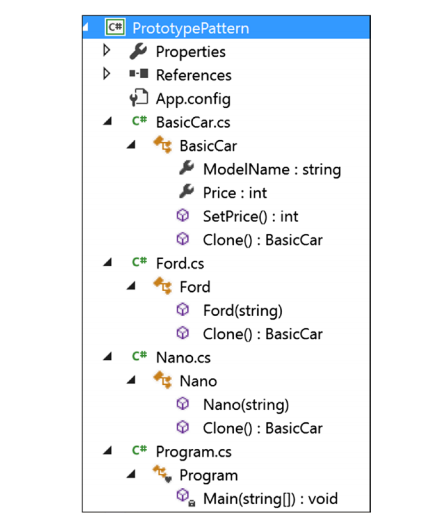 C# PrototypePattern
Properties
References
App.config
C# BasicCar.cs
BasicCar
ModelName : string
Price : int
SetPrice() : int
Clone() : BasicCar
C# Ford.cs
Ford
Ford(string)
Clone() : BasicCar
C# Nano.cs
Nano
Nano(string)
Clone() : BasicCar
C# Program.cs
Program
Main(string[]) : void